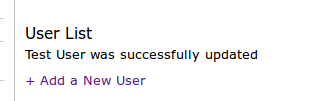 User List
Test User was successfully updated
+ Add a New User